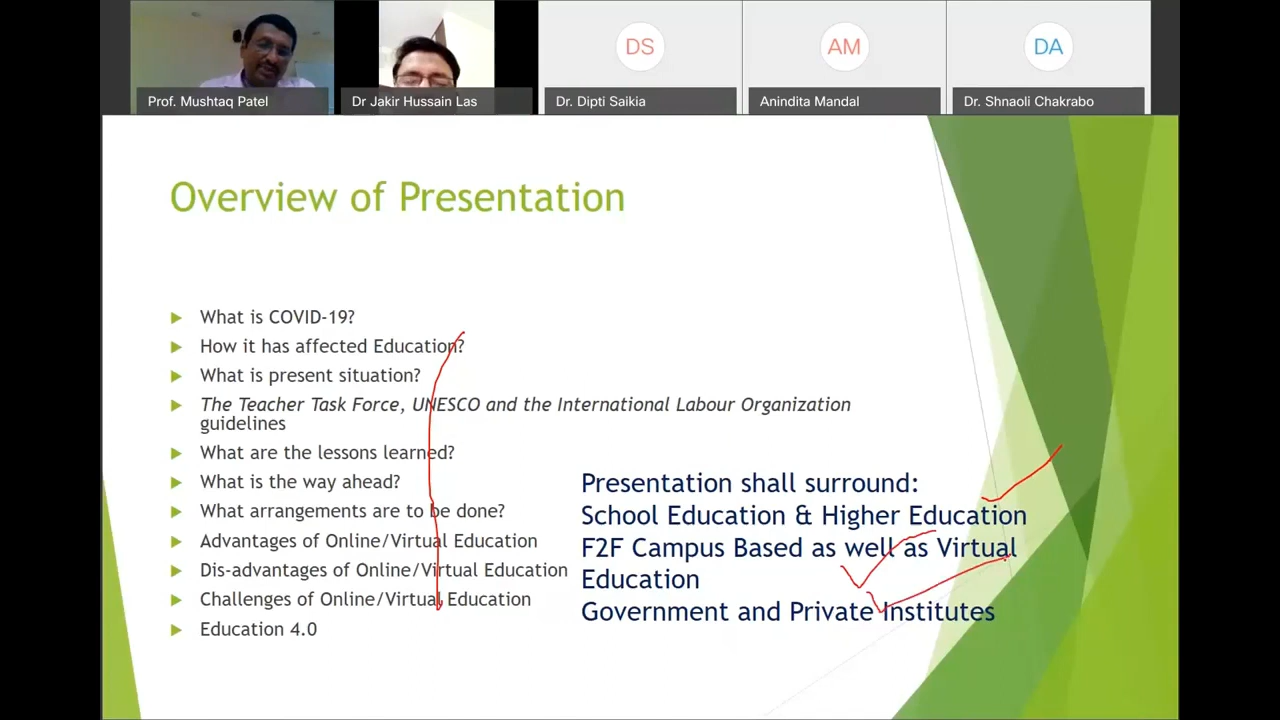 DS
AM
DA
Prof. Mushtaq Patel
Dr Jakir Hussain Las
Dr. Dipti Saikia
Anindita Mandal
Dr. Shnaoli Chakrabo
Overview of Presentation
What is COVID-19?
How it has affected Education?
What is present situation?
The Teacher Task Force, UNESCO and the International Labour Organization
guidelines
What are the lessons learned?
What is the way ahead?
What arrangements are to be done?
Advantages of Online/Virtual Education
Dis-advantages of Online/Virtual Education
Challenges of Online/Virtual Education
Education 4.0
Presentation shall surround:
School Education & Higher Education
F2F Campus Based as well as Virtual
Education
Government and Private Institutes